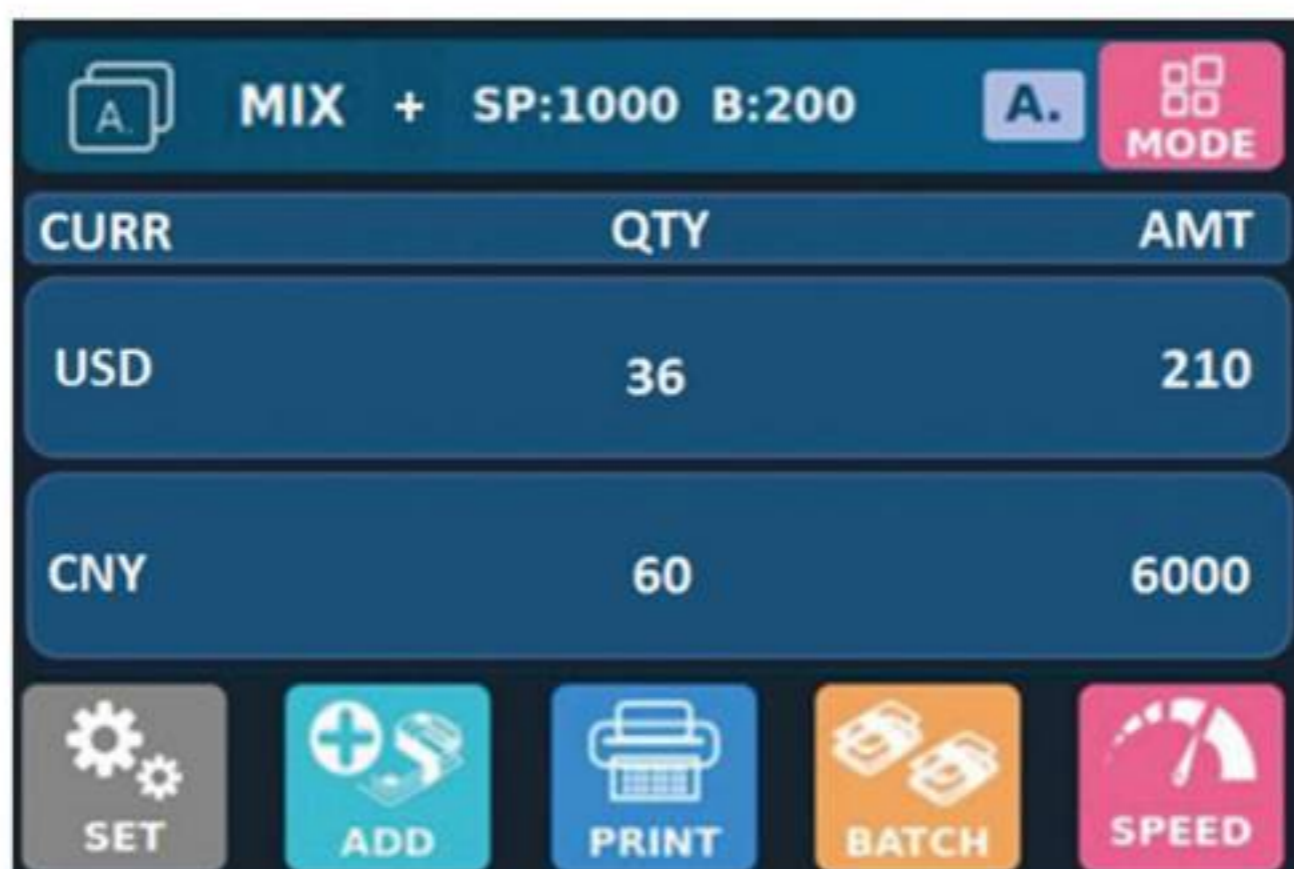 A. MIX + SP:1000 B:200 A. MODE
CURR QTY AMT
USD 36 210
CNY 60 6000
SET ADD PRINT BATCH SPEED